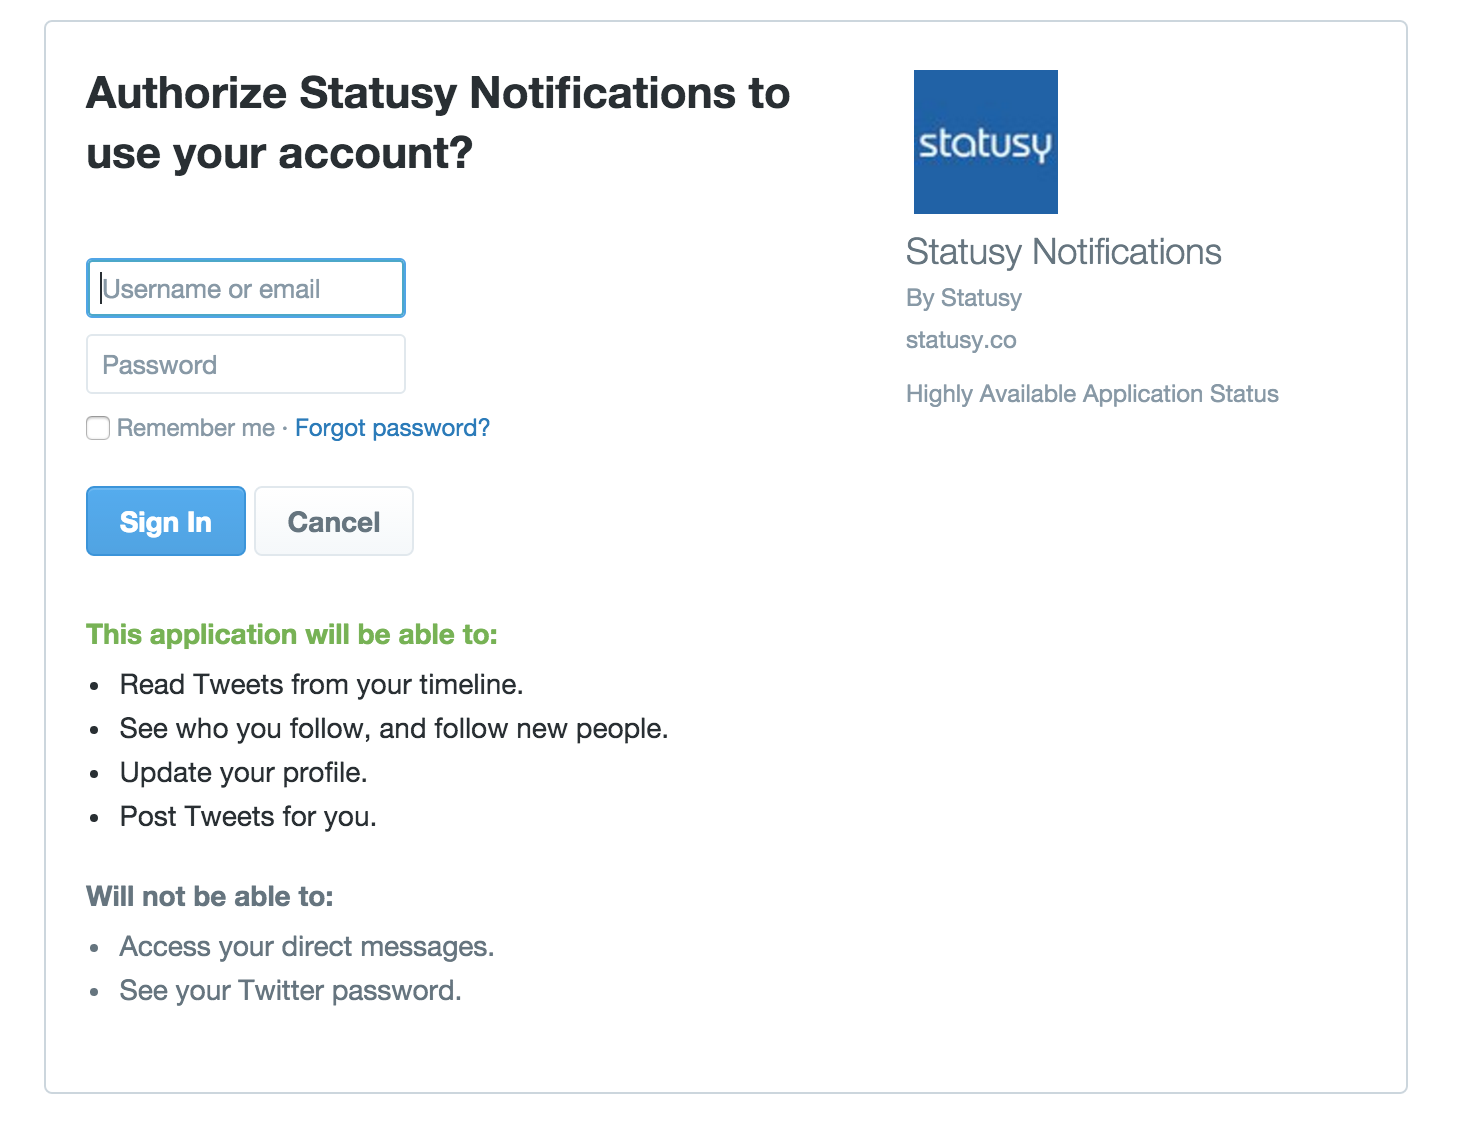 Authorize Statusy Notifications to
use your account?
Username or email
Password
Remember me · Forgot password?
Sign In
Cancel
This application will be able to:
• Read Tweets from your timeline.
• See who you follow, and follow new people.
• Update your profile.
• Post Tweets for you.
Will not be able to:
• Access your direct messages.
• See your Twitter password.
statusy
Statusy Notifications
By Statusy
statusy.co
Highly Available Application Status